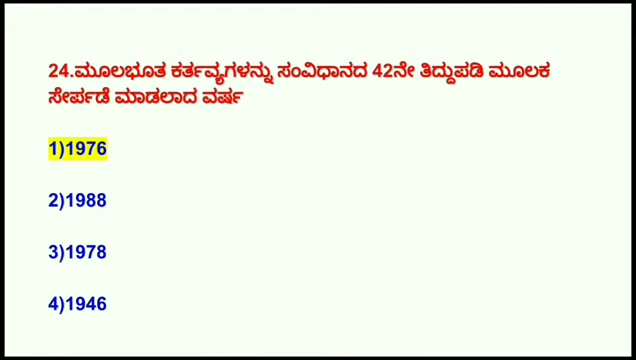 24.ಮೂಲಭೂತ ಕರ್ತವ್ಯಗಳನ್ನು ಸಂವಿಧಾನದ 42ನೇ ತಿದ್ದುಪಡಿ ಮೂಲಕ
ಸೇರ್ಪಡೆ ಮಾಡಲಾದ ವರ್ಷ
1)1976
2)1988
3)1978
4)1946